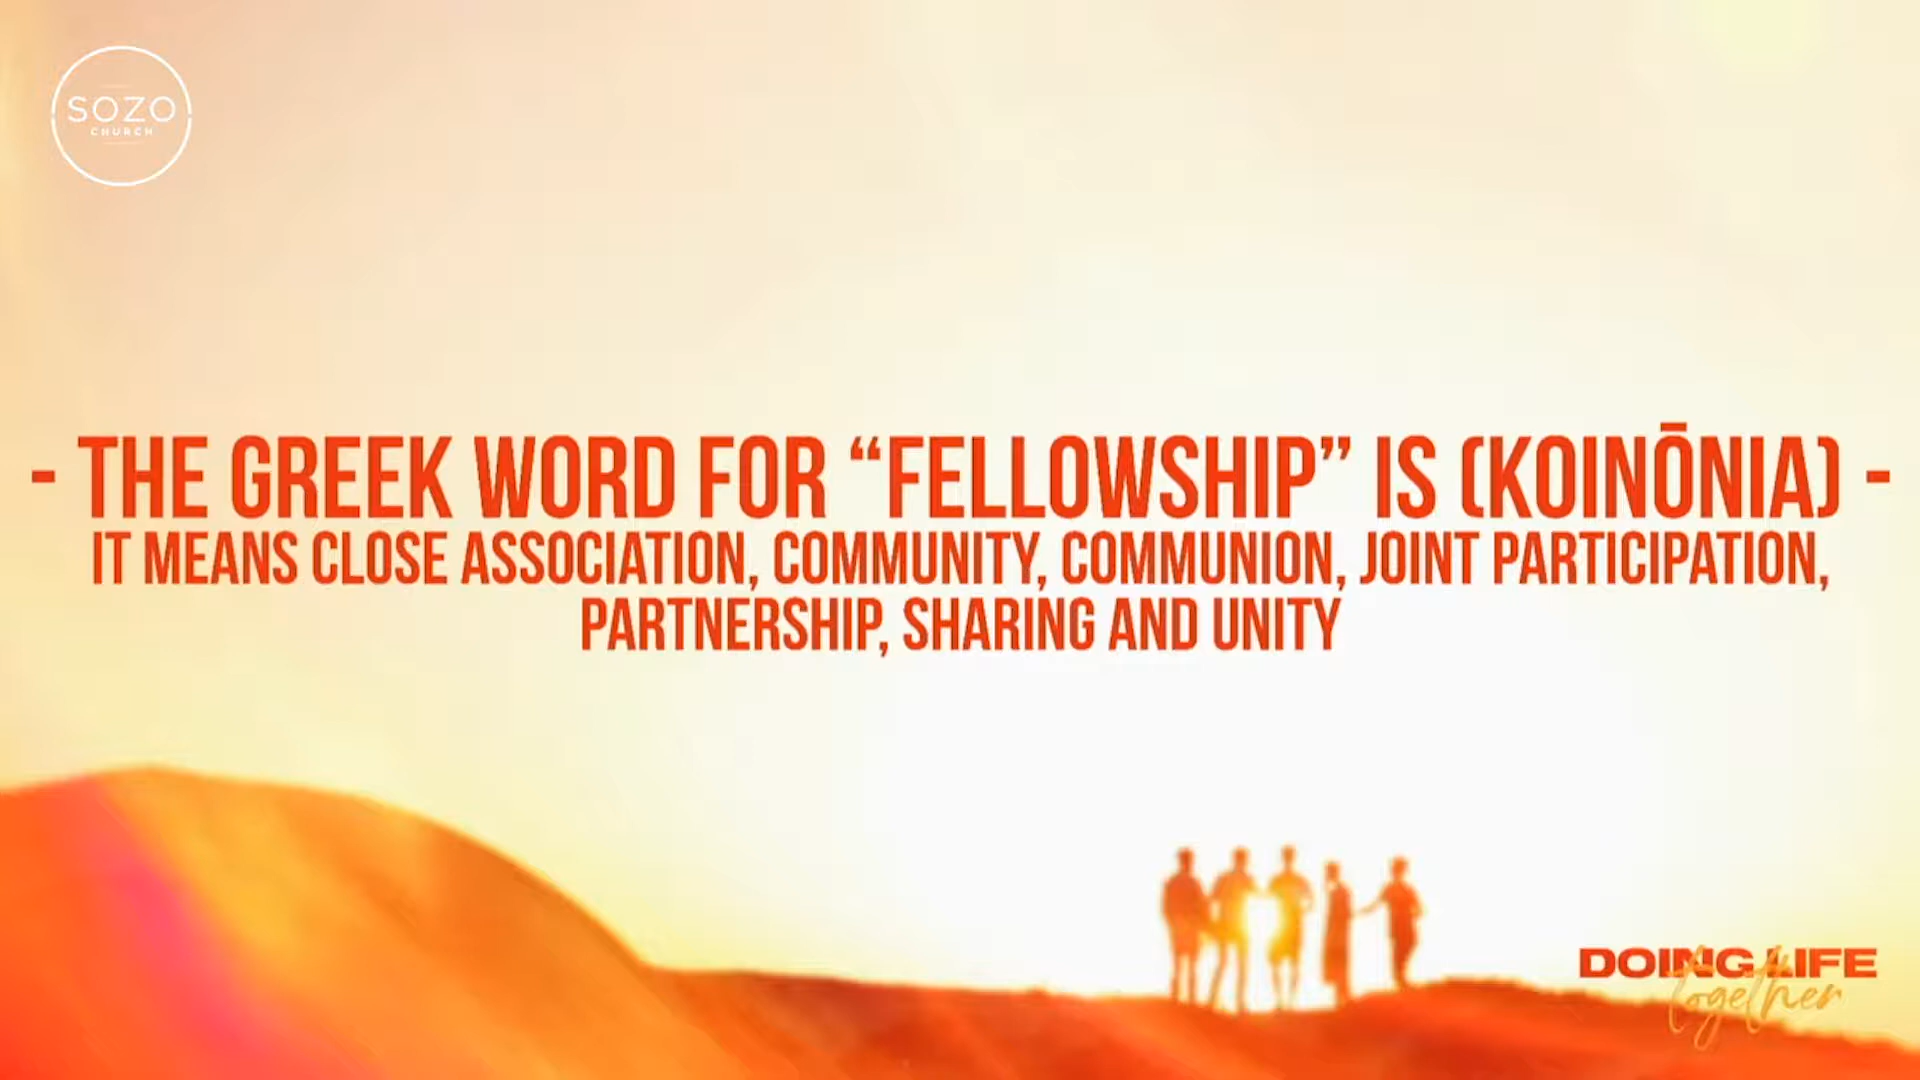 SOZO
CHURCH
- THE GREEK WORD FOR “FELLOWSHIP” IS (KOINŌNIA) -
IT MEANS CLOSE ASSOCIATION, COMMUNITY, COMMUNION, JOINT PARTICIPATION,
PARTNERSHIP, SHARING AND UNITY
DOING LIFE
together